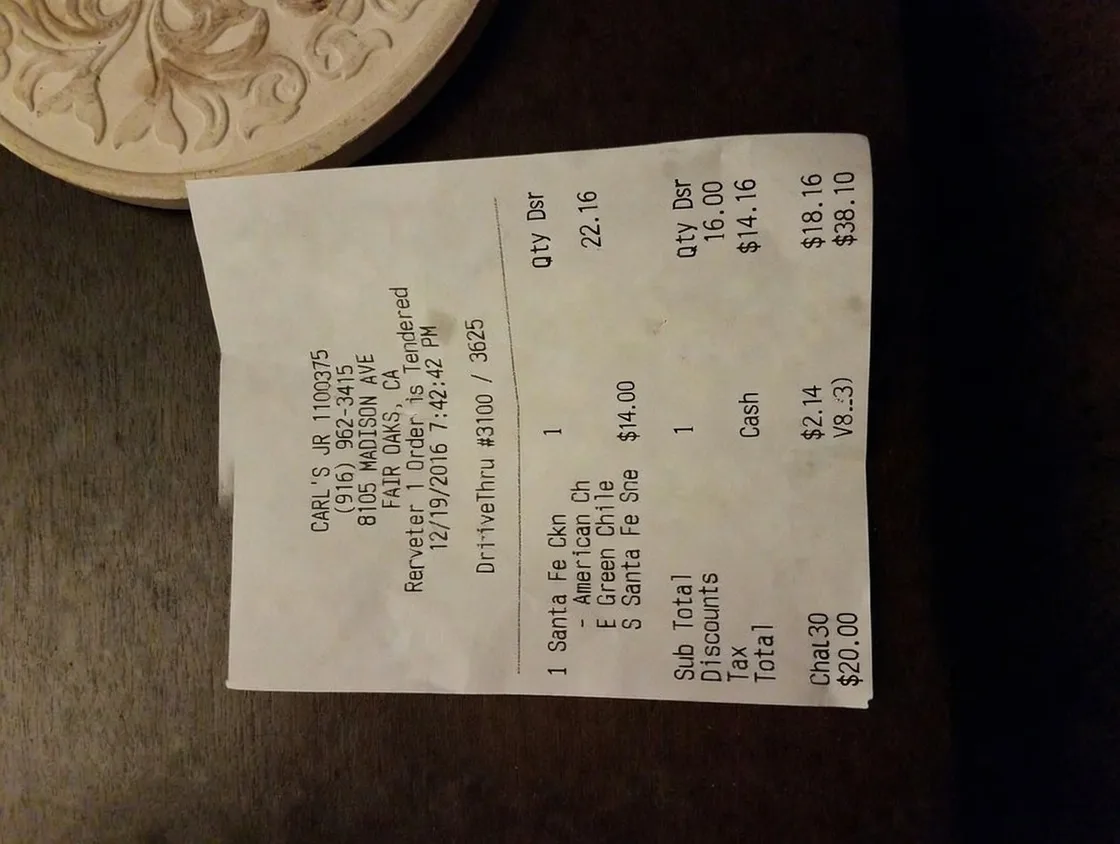 CARL'S JR 1100375
(916) 962-3415
8105 MADISON AVE
FAIR OAKS, CA
Rerveter 1 Order is Tendered
12/19/2016 7:42:42 PM
DriiveThru #3100 / 3625
1 Qty Dsr
1 Santa Fe Ckn
- American Ch 22.16
E Green Chile
S Santa Fe Sne $14.00
Sub Total 1 Qty Dsr
Discounts 16.00
Tax Cash $14.16
Total
Chal30 $2.14 $18.16
$20.00 $38.10